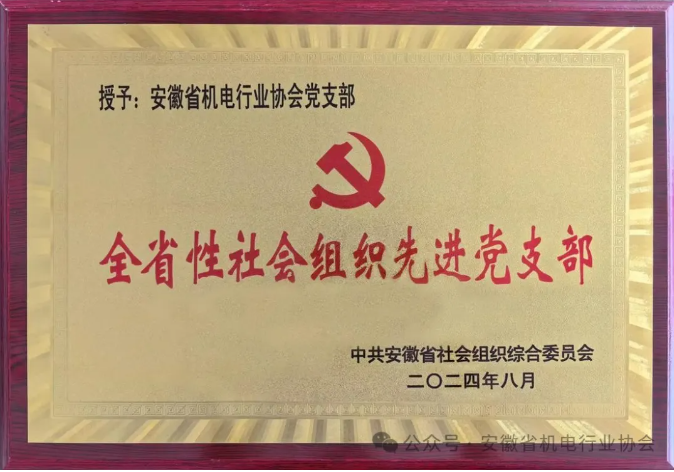 授予：安徽省机电行业协会党支部
全省性社会组织先进党支部
中共安徽省社会组织综合委员会
二〇二四年八月
公众号·安徽省机电行业协会